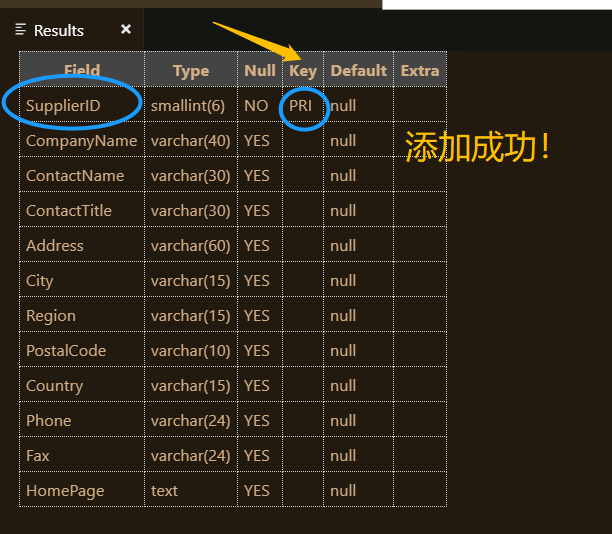 Results ×
Field Type Null Key Default Extra
SupplierID smallint(6) NO PRI null
CompanyName varchar(40) YES null
ContactName varchar(30) YES null
ContactTitle varchar(30) YES null
Address varchar(60) YES null
City varchar(15) YES null
Region varchar(15) YES null
PostalCode varchar(10) YES null
Country varchar(15) YES null
Phone varchar(24) YES null
Fax varchar(24) YES null
HomePage text YES null
添加成功！